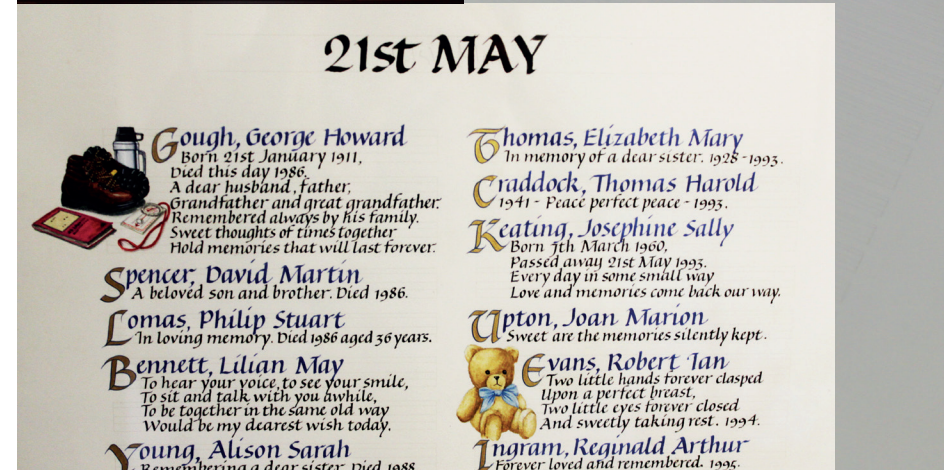 21st MAY
Gough, George Howard
Born 21st January 1911,
Died this day 1986.
A dear husband, father,
Grandfather and great grandfather.
Remembered always by his family.
Sweet thoughts of times together
Hold memories that will last forever.
Spencer, David Martin
A beloved son and brother. Died 1986.
Lomas, Philip Stuart
In loving memory. Died 1986 aged 36 years.
Bennett, Lilian May
To hear your voice, to see your smile,
To sit and talk with you awhile,
To be together in the same old way
Would be my dearest wish today.
Young, Alison Sarah
Remembering a dear sister. Died 1988.
Thomas, Elizabeth Mary
In memory of a dear sister. 1928-1993.
Craddock, Thomas Harold
1941 - Peace perfect peace - 1993.
Keating, Josephine Sally
Born 7th March 1960,
Passed away 21st May 1993.
Every day in some small way
Love and memories come back our way.
Upton, Joan Marion
Sweet are the memories silently kept.
Evans, Robert Ian
Two little hands forever clasped
Upon a perfect breast,
Two little eyes forever closed
And sweetly taking rest. 1994.
Ingram, Reginald Arthur
Forever loved and remembered. 1995.